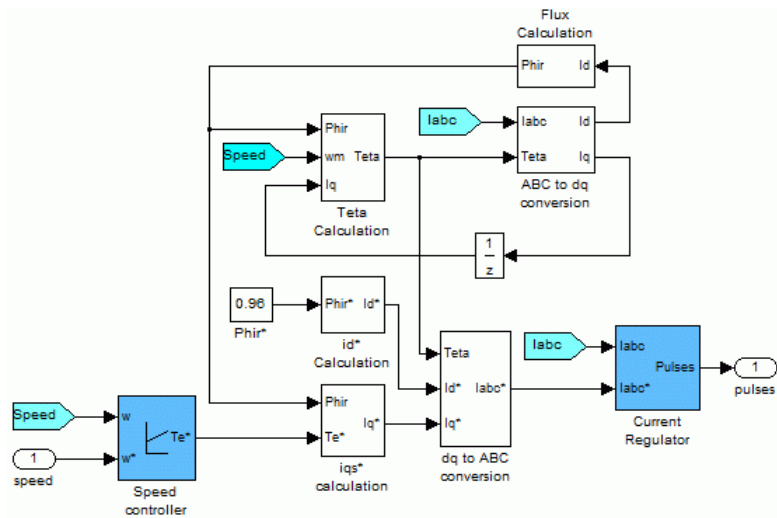 Flux
Calculation
Phir Id
Iabc
Iabc Id
Teta Iq
ABC to dq
conversion
Phir
Speed
wm Teta
Iq
Teta
Calculation
1
z
0.96
Phir*
Phir* Id*
id*
Calculation
Teta
Id* Iabc*
Iq*
dq to ABC
conversion
Iabc
Iabc
Pulses
Iabc*
Current
Regulator
1
pulses
Phir
Iq*
Te*
iqs*
calculation
Speed
w
Te*
w*
1
speed
Speed
controller